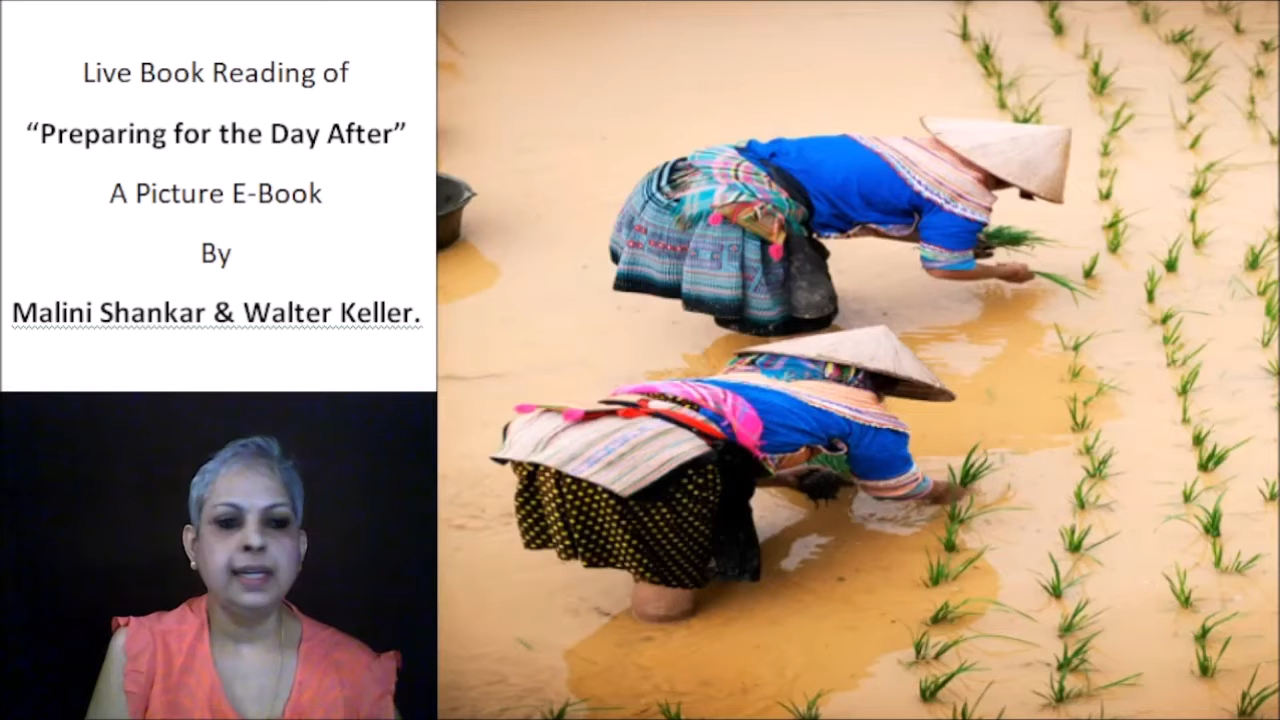 Live Book Reading of
“Preparing for the Day After”
A Picture E-Book
By
Malini Shankar & Walter Keller.